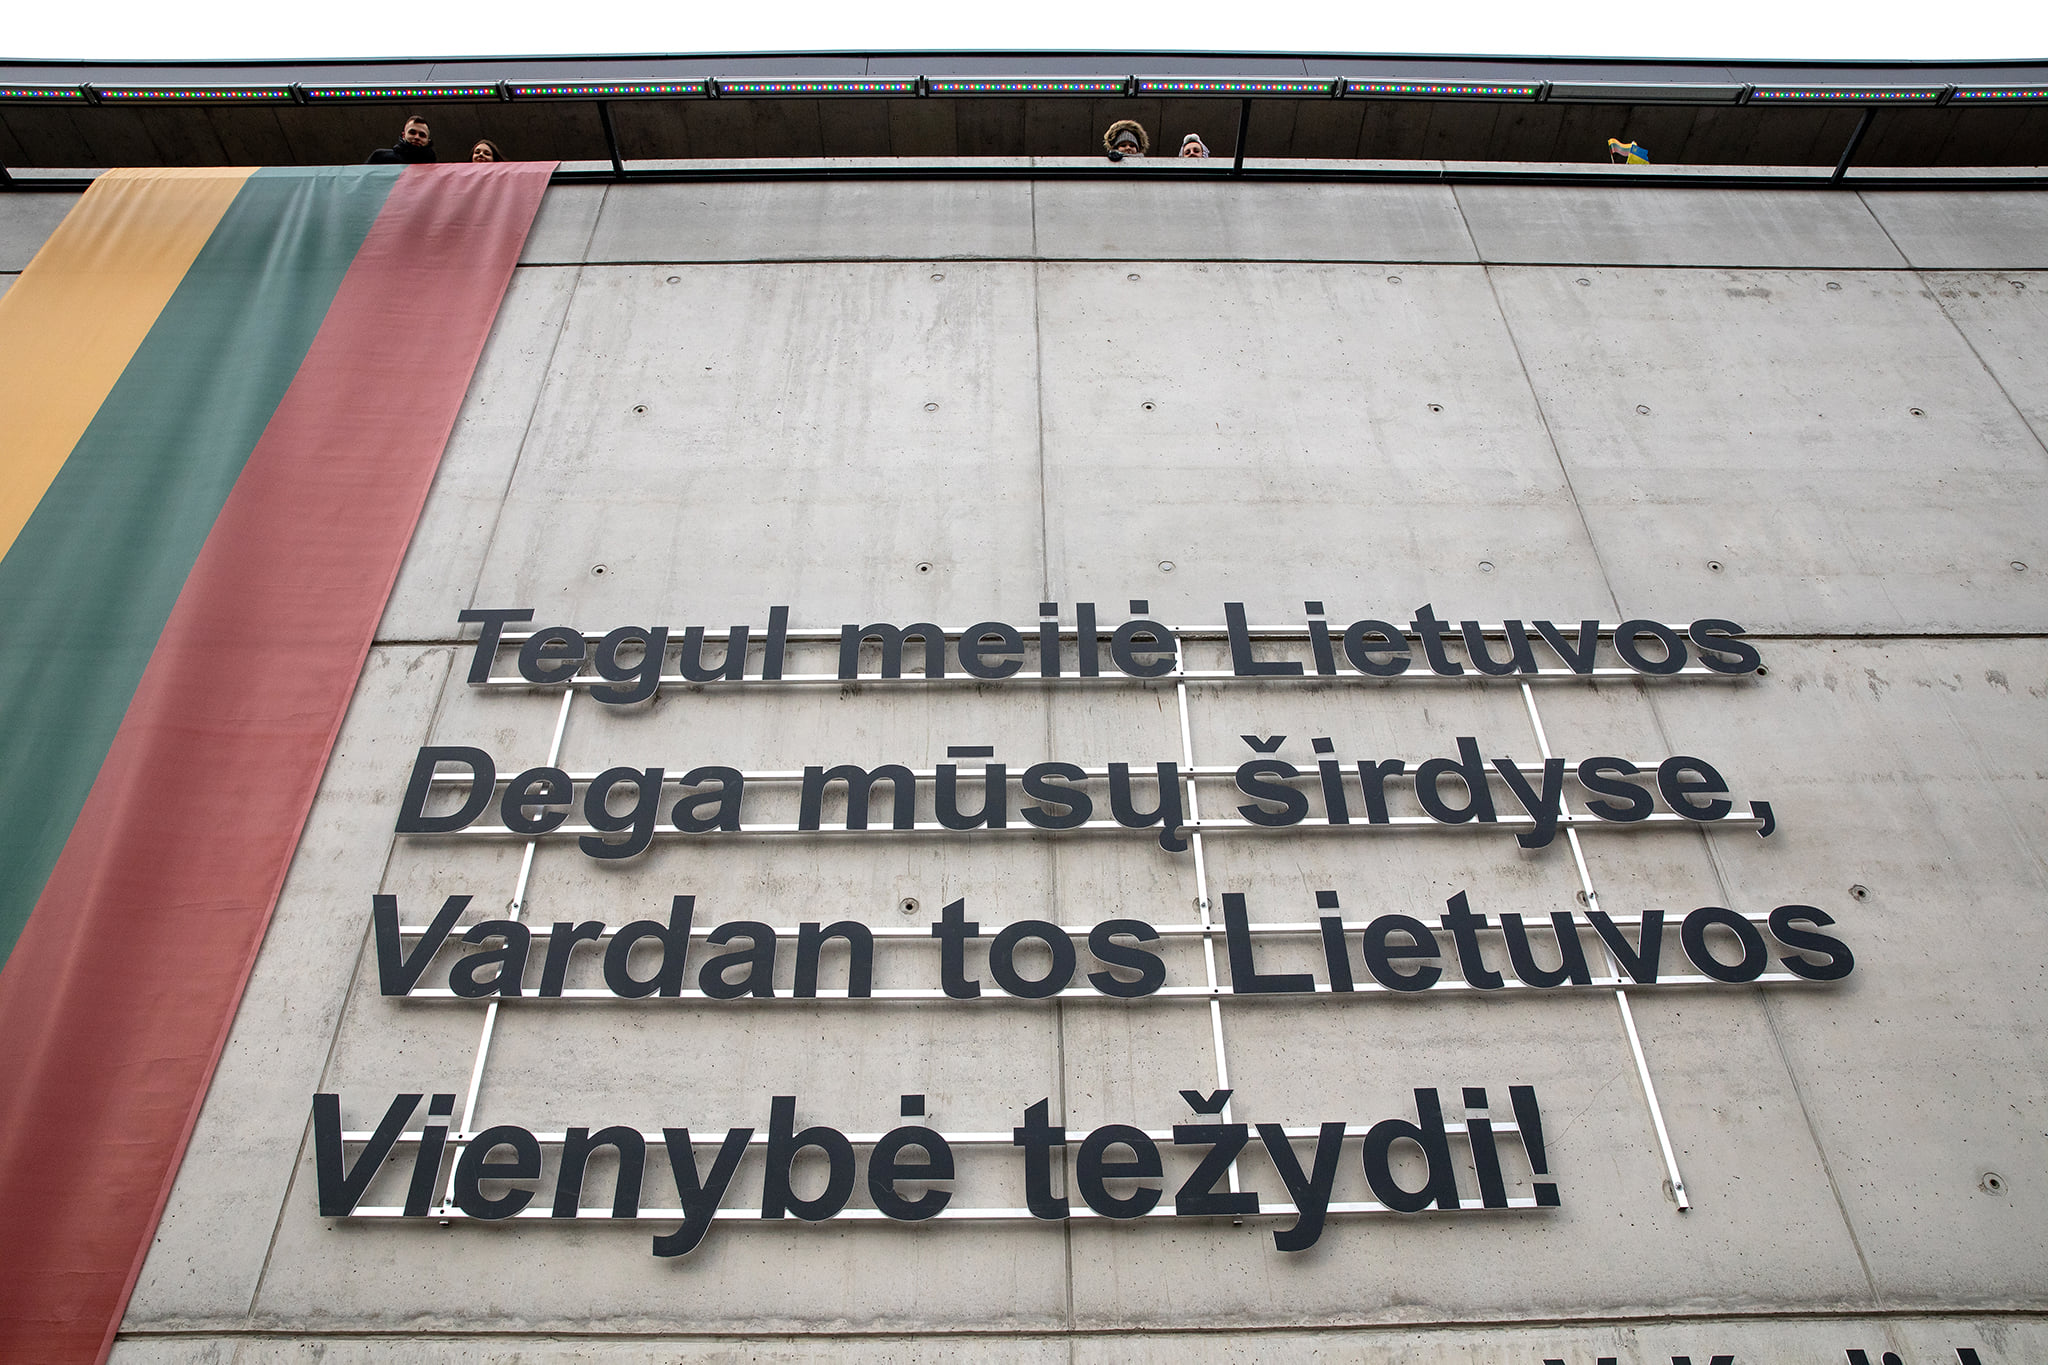 Tegul meilė Lietuvos
Dega mūsų širdyse,
Vardan tos Lietuvos
Vienybė težydi!